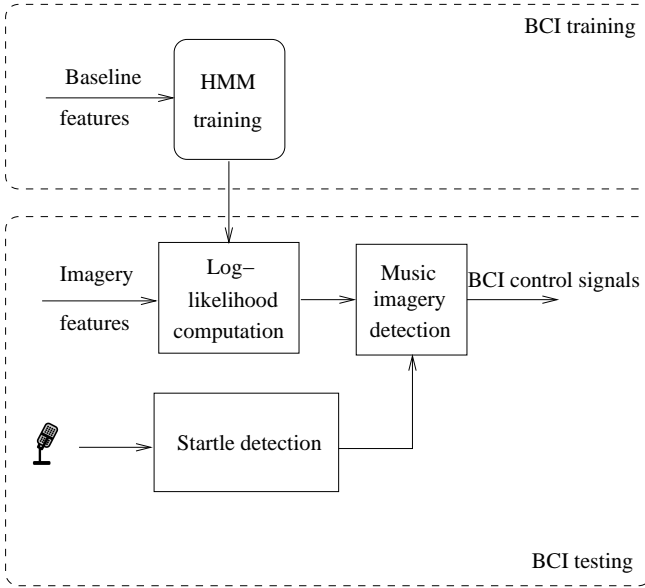 BCI training
Baseline
features
HMM
training
Imagery
features
Log–
likelihood
computation
Music
imagery
detection
BCI control signals
Startle detection
BCI testing